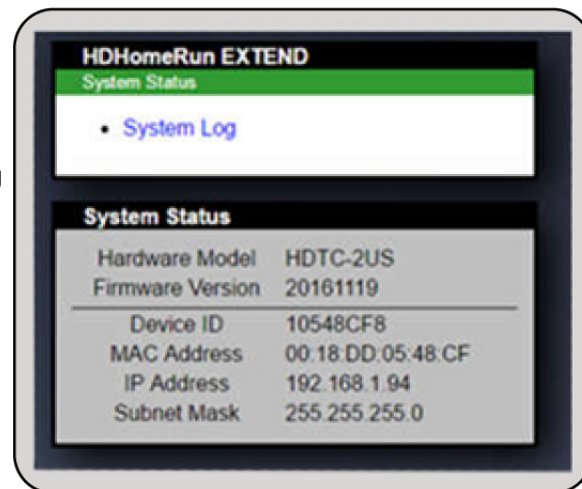 HDHomeRun EXTEND
System Status
• System Log
System Status
Hardware Model HDTC-2US
Firmware Version 20161119
Device ID 10548CF8
MAC Address 00:18:DD:05:48:CF
IP Address 192.168.1.94
Subnet Mask 255.255.255.0